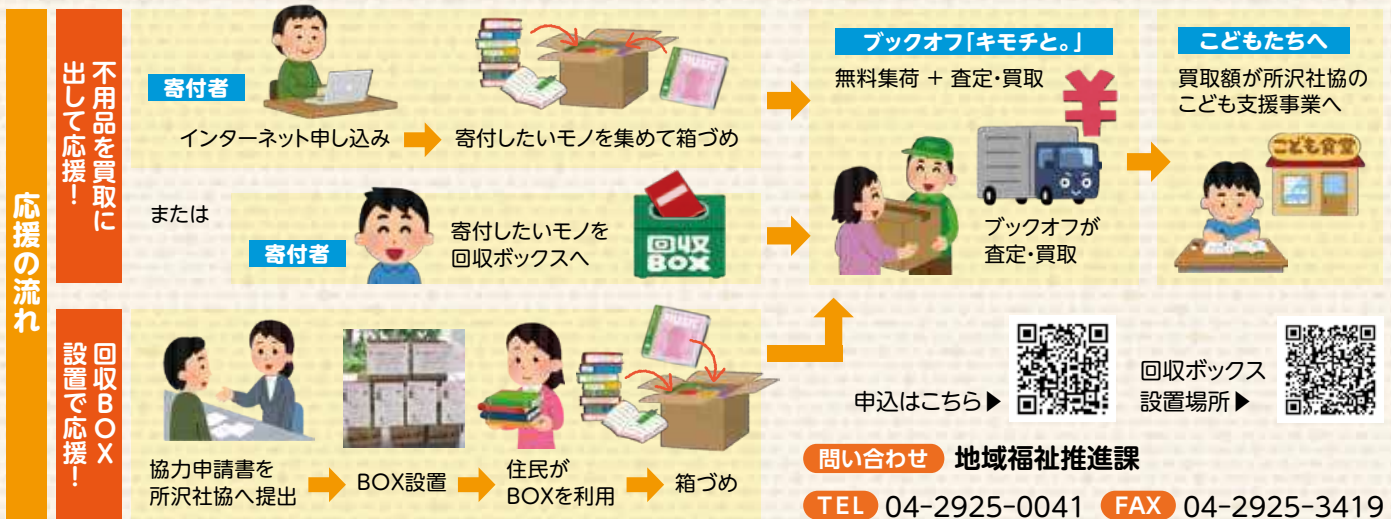 応援の流れ
不用品を買取に
出して応援！
寄付者
インターネット申し込み
寄付したいモノを集めて箱づめ
または
寄付者
寄付したいモノを
回収ボックスへ
回収
BOX
ブックオフ「キモチと。」
無料集荷 + 査定・買取
¥
ブックオフが
査定・買取
こどもたちへ
買取額が所沢社協の
こども支援事業へ
こども食堂
回収BOX
設置で応援！
協力申請書を
所沢社協へ提出
BOX設置
住民が
BOXを利用
箱づめ
申込はこちら▶
回収ボックス
設置場所▶
問い合わせ 地域福祉推進課
TEL 04-2925-0041 FAX 04-2925-3419